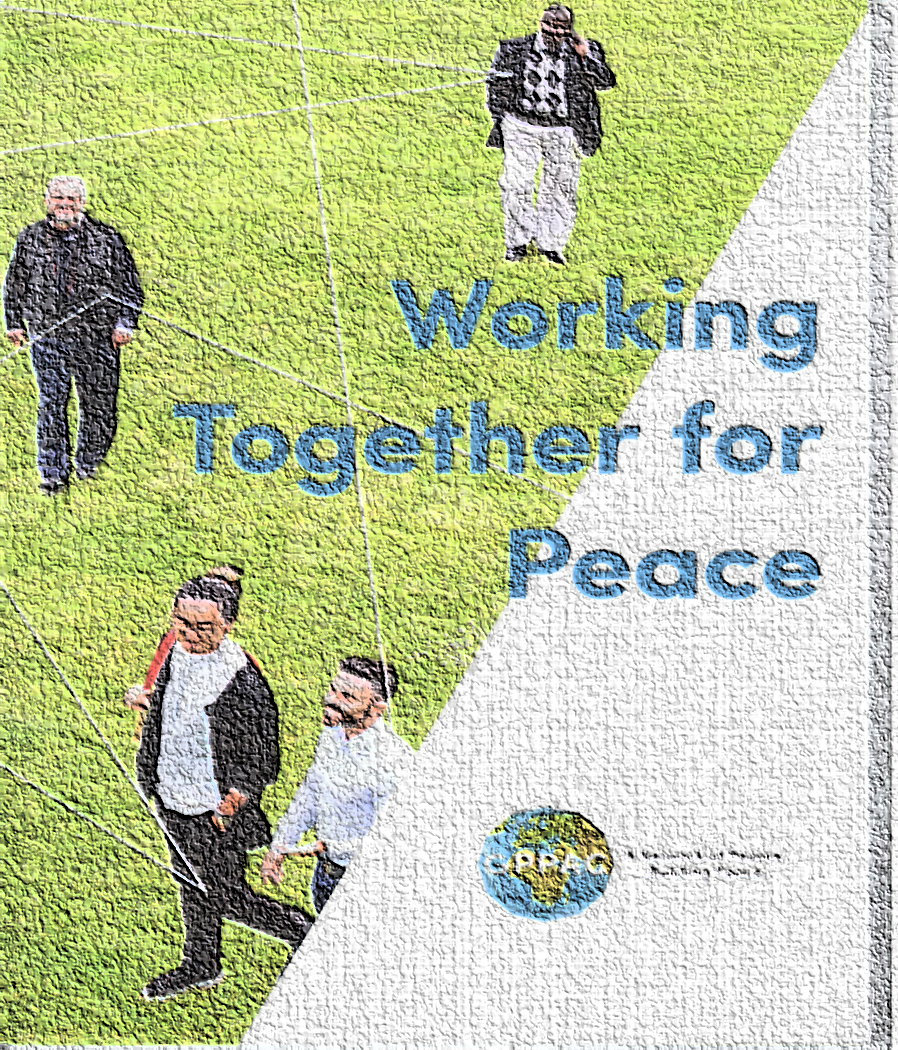 Working
Together for
Peace
GPPAC